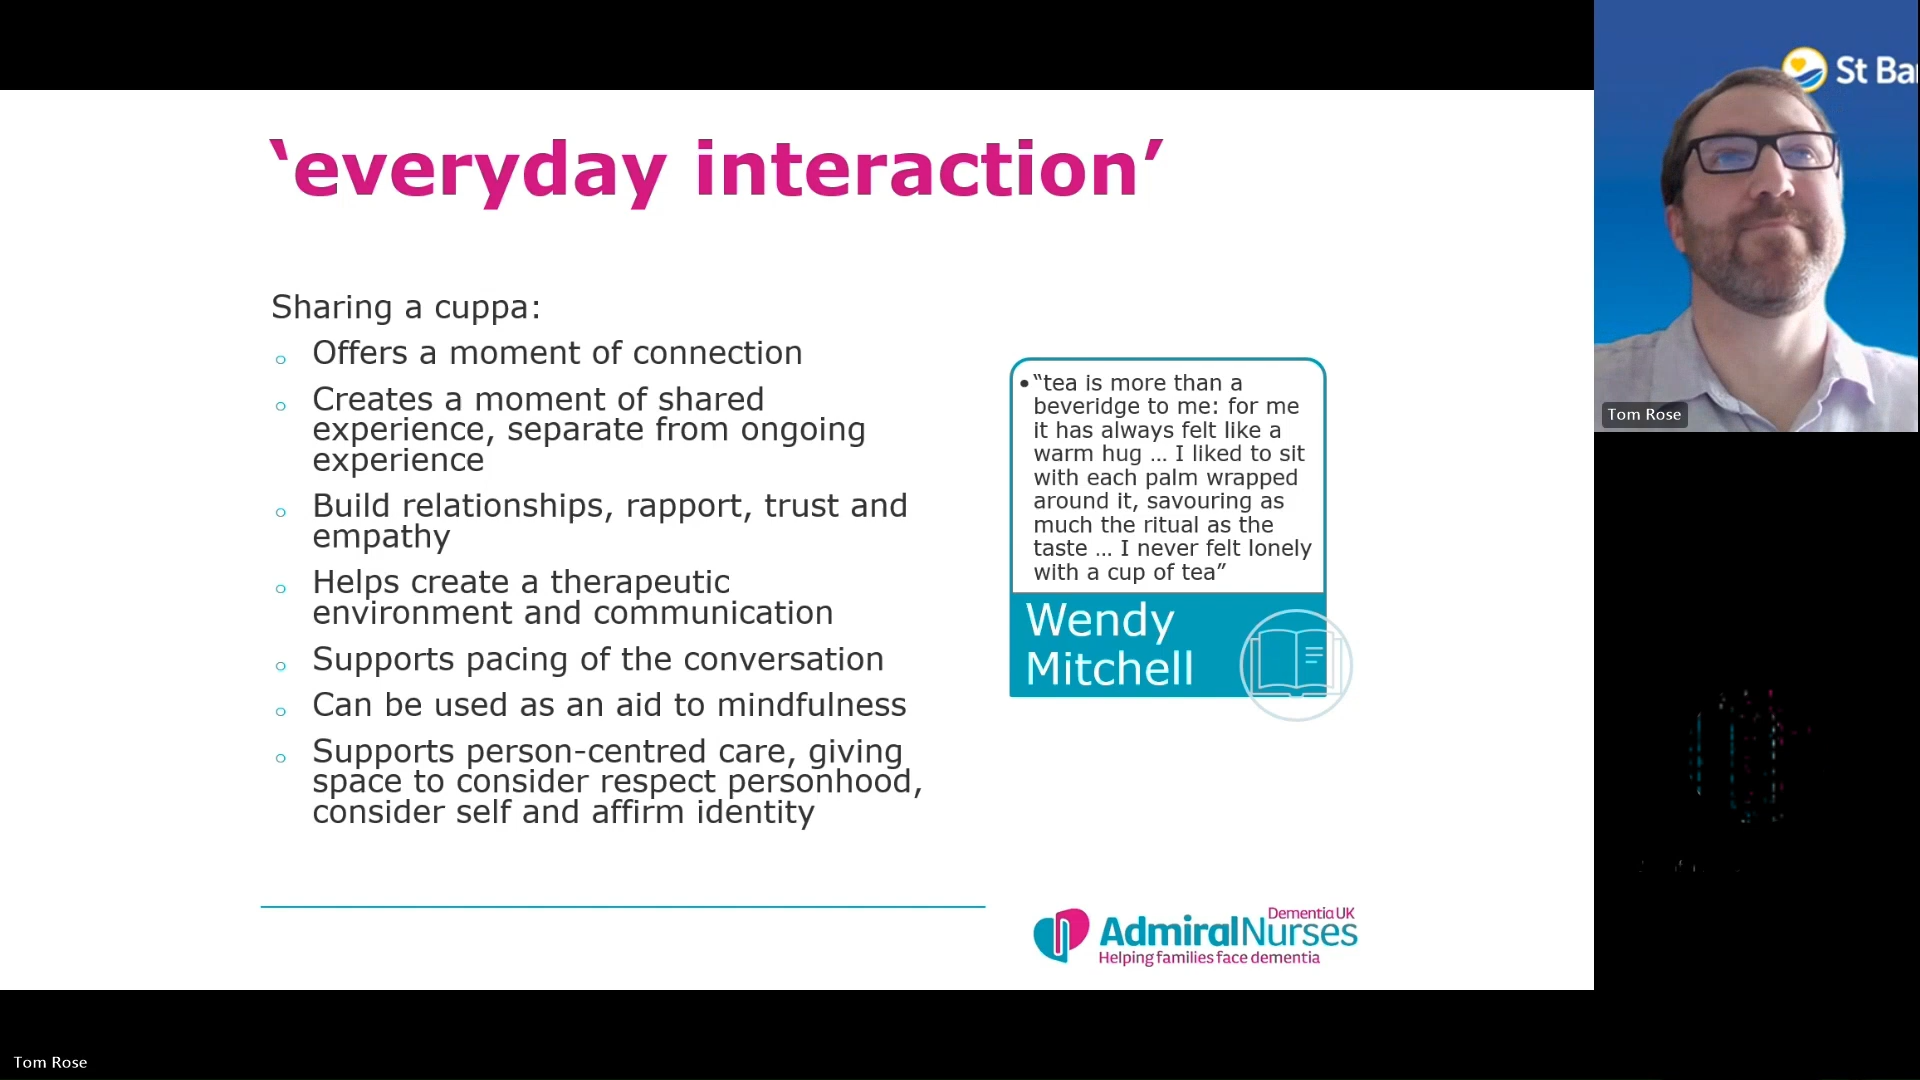 ‘everyday interaction’
Sharing a cuppa:
Offers a moment of connection
Creates a moment of shared
experience, separate from ongoing
experience
Build relationships, rapport, trust and
empathy
Helps create a therapeutic
environment and communication
Supports pacing of the conversation
Can be used as an aid to mindfulness
Supports person-centred care, giving
space to consider respect personhood,
consider self and affirm identity
•“tea is more than a
beveridge to me: for me
it has always felt like a
warm hug … I liked to sit
with each palm wrapped
around it, savouring as
much the ritual as the
taste … I never felt lonely
with a cup of tea”
Wendy
Mitchell
Dementia UK
AdmiralNurses
Helping families face dementia
St Ba
Tom Rose
Tom Rose